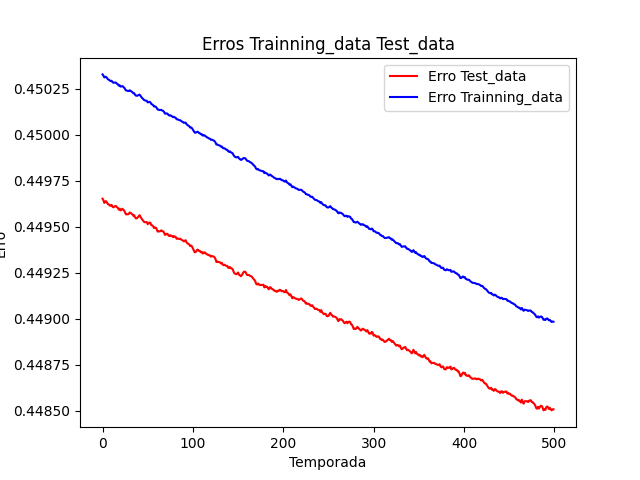 Erros Trainning_data Test_data
Erro Test_data
Erro Trainning_data
0.45025
0.45000
0.44975
0.44950
0.44925
0.44900
0.44875
0.44850
Erro
0
100
200
300
400
500
Temporada